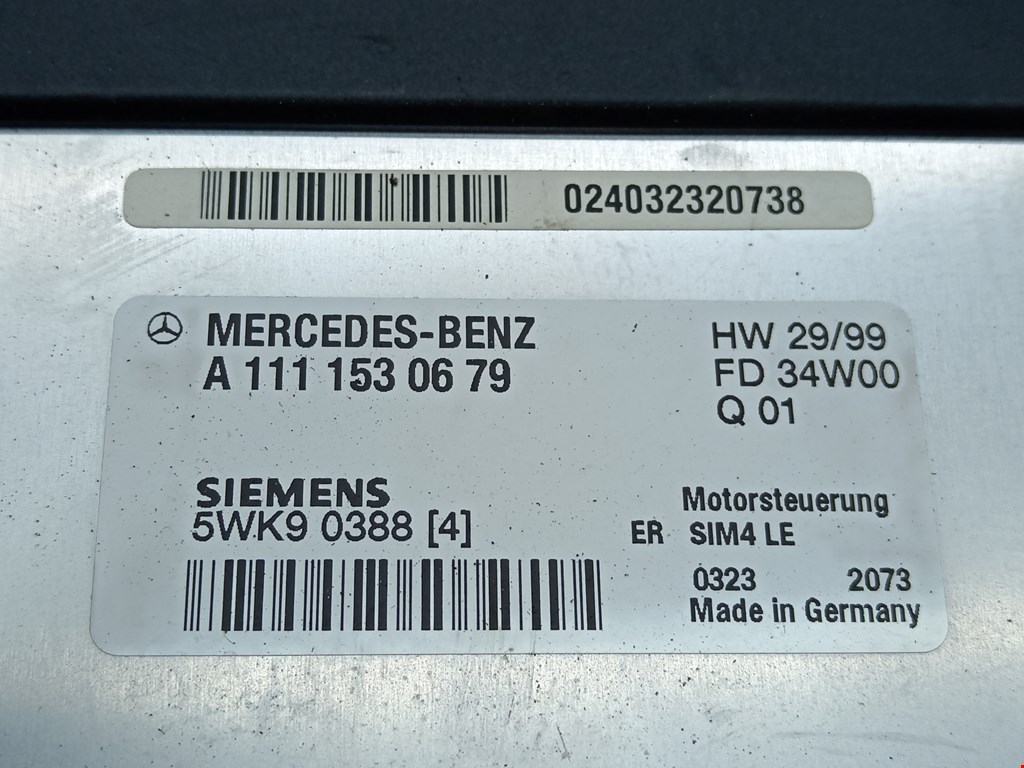 024032320738
MERCEDES-BENZ
A 111 153 06 79
HW 29/99
FD 34W00
Q 01
SIEMENS
5WK9 0388 [4]
Motorsteuerung
ER SIM4 LE
0323 2073
Made in Germany